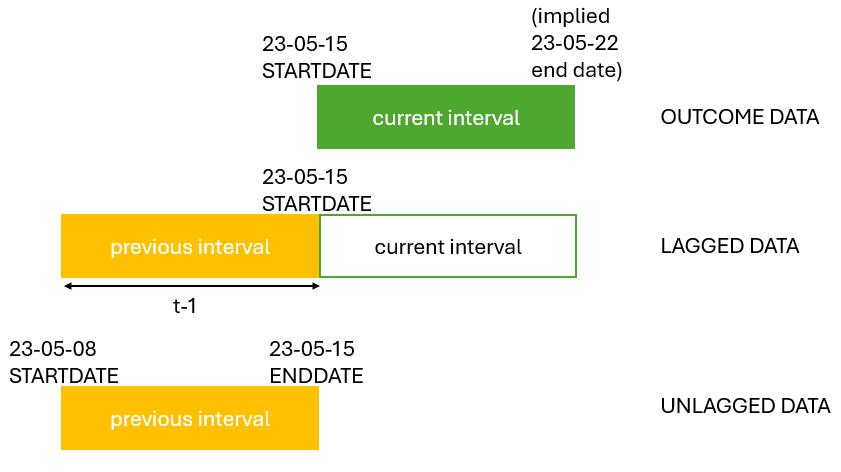 (implied
23-05-15
23-05-22
STARTDATE
end date)
current interval
OUTCOME DATA
23-05-15
STARTDATE
previous interval
current interval
LAGGED DATA
t-1
23-05-08
23-05-15
STARTDATE
ENDDATE
previous interval
UNLAGGED DATA